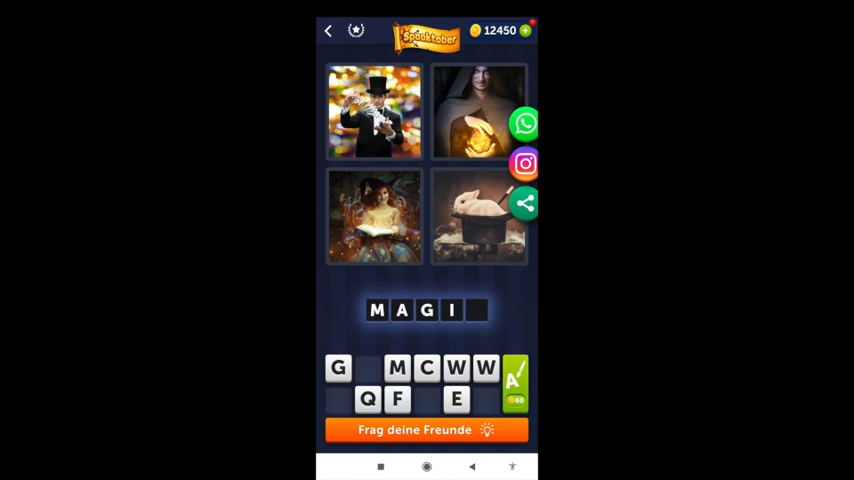 Spooktober
12450
M A G I
G M C W W
A
60
Q F E
Frag deine Freunde